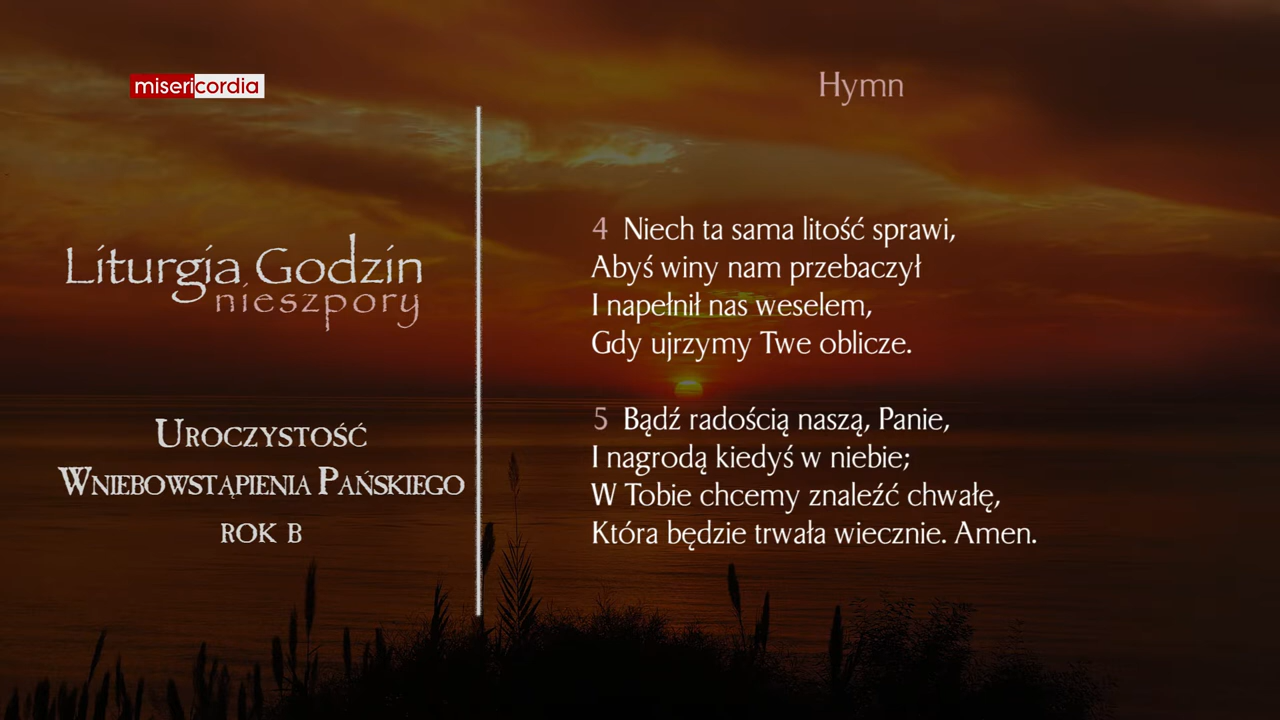 misericordia
Liturgia Godzin
nieszpory
Uroczystość
Wniebowstąpienia Pańskiego
rok B
Hymn
4 Niech ta sama litość sprawi,
Abyś winy nam przebaczył
I napełnił nas weselem,
Gdy ujrzymy Twe oblicze.
5 Bądź radością naszą, Panie,
I nagrodą kiedyś w niebie;
W Tobie chcemy znaleźć chwałę,
Która będzie trwała wiecznie. Amen.